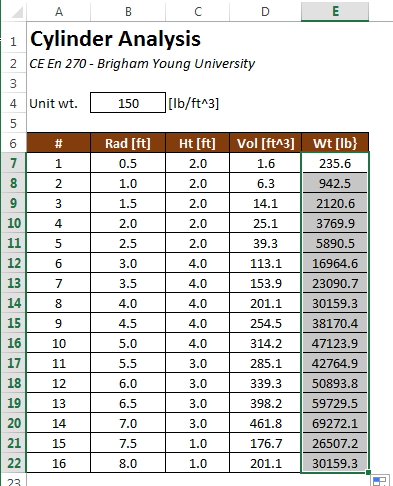 A B C D E
1 Cylinder Analysis
2 CE En 270 - Brigham Young University
3
4 Unit wt. 150 [lb/ft^3]
5
6 # Rad [ft] Ht [ft] Vol [ft^3] Wt [lb}
7 1 0.5 2.0 1.6 235.6
8 2 1.0 2.0 6.3 942.5
9 3 1.5 2.0 14.1 2120.6
10 4 2.0 2.0 25.1 3769.9
11 5 2.5 2.0 39.3 5890.5
12 6 3.0 4.0 113.1 16964.6
13 7 3.5 4.0 153.9 23090.7
14 8 4.0 4.0 201.1 30159.3
15 9 4.5 4.0 254.5 38170.4
16 10 5.0 4.0 314.2 47123.9
17 11 5.5 3.0 285.1 42764.9
18 12 6.0 3.0 339.3 50893.8
19 13 6.5 3.0 398.2 59729.5
20 14 7.0 3.0 461.8 69272.1
21 15 7.5 1.0 176.7 26507.2
22 16 8.0 1.0 201.1 30159.3
23